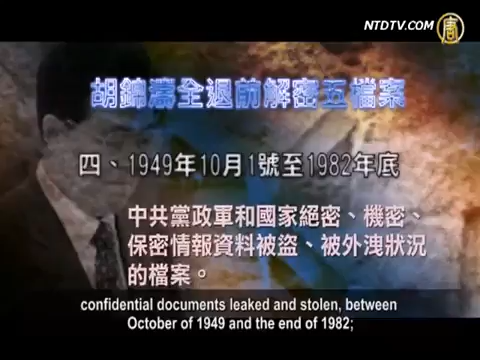 NTDTV.COM 唐
胡錦濤全退前解密五檔案
四、1949年10月1號至1982年底
中共黨政軍和國家絕密、機密、
保密情報資料被盜、被外洩狀況
的檔案。
confidential documents leaked and stolen, between
October of 1949 and the end of 1982;